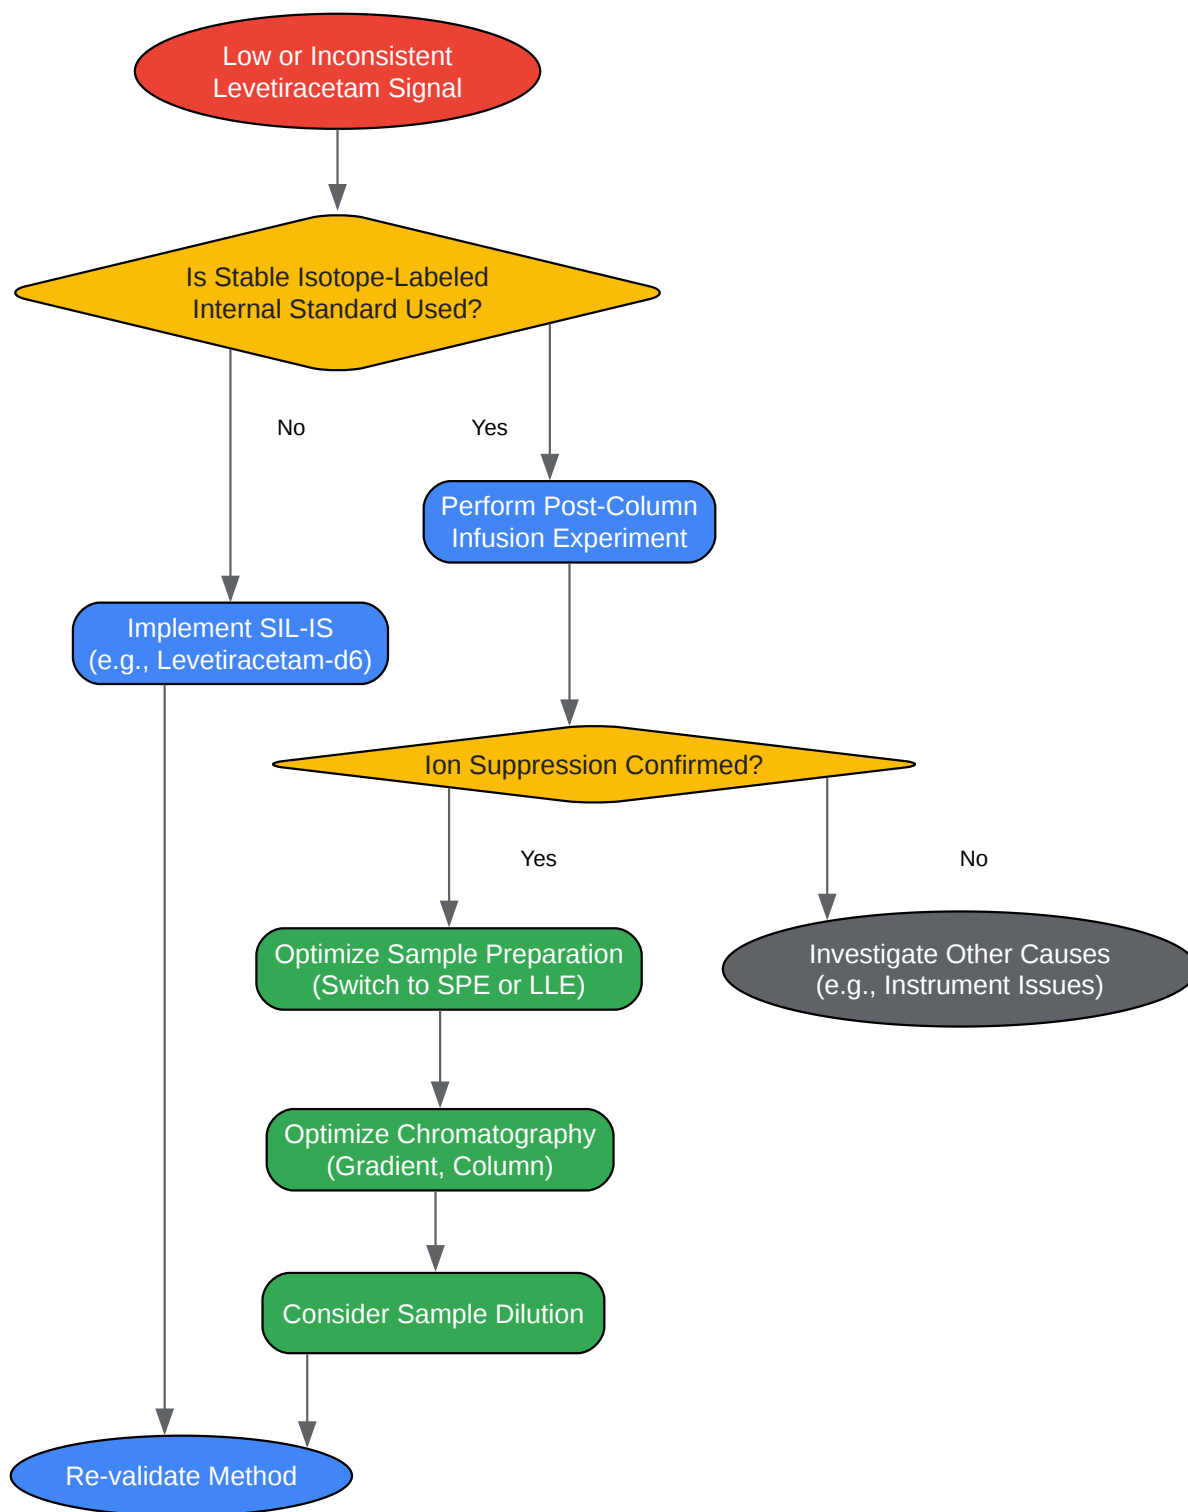 Low or Inconsistent
Levetiracetam Signal
Is Stable Isotope-Labeled
Internal Standard Used?
No
Yes
Perform Post-Column
Infusion Experiment
Implement SIL-IS
(e.g., Levetiracetam-d6)
Ion Suppression Confirmed?
Yes
No
Optimize Sample Preparation
(Switch to SPE or LLE)
Investigate Other Causes
(e.g., Instrument Issues)
Optimize Chromatography
(Gradient, Column)
Consider Sample Dilution
Re-validate Method